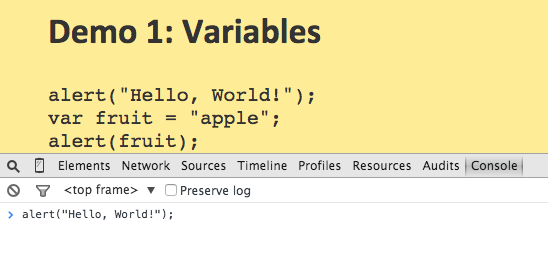 Demo 1: Variables
alert("Hello, World!");
var fruit = "apple";
alert(fruit);
Elements Network Sources Timeline Profiles Resources Audits Console
<top frame> ▼ Preserve log
> alert("Hello, World!");